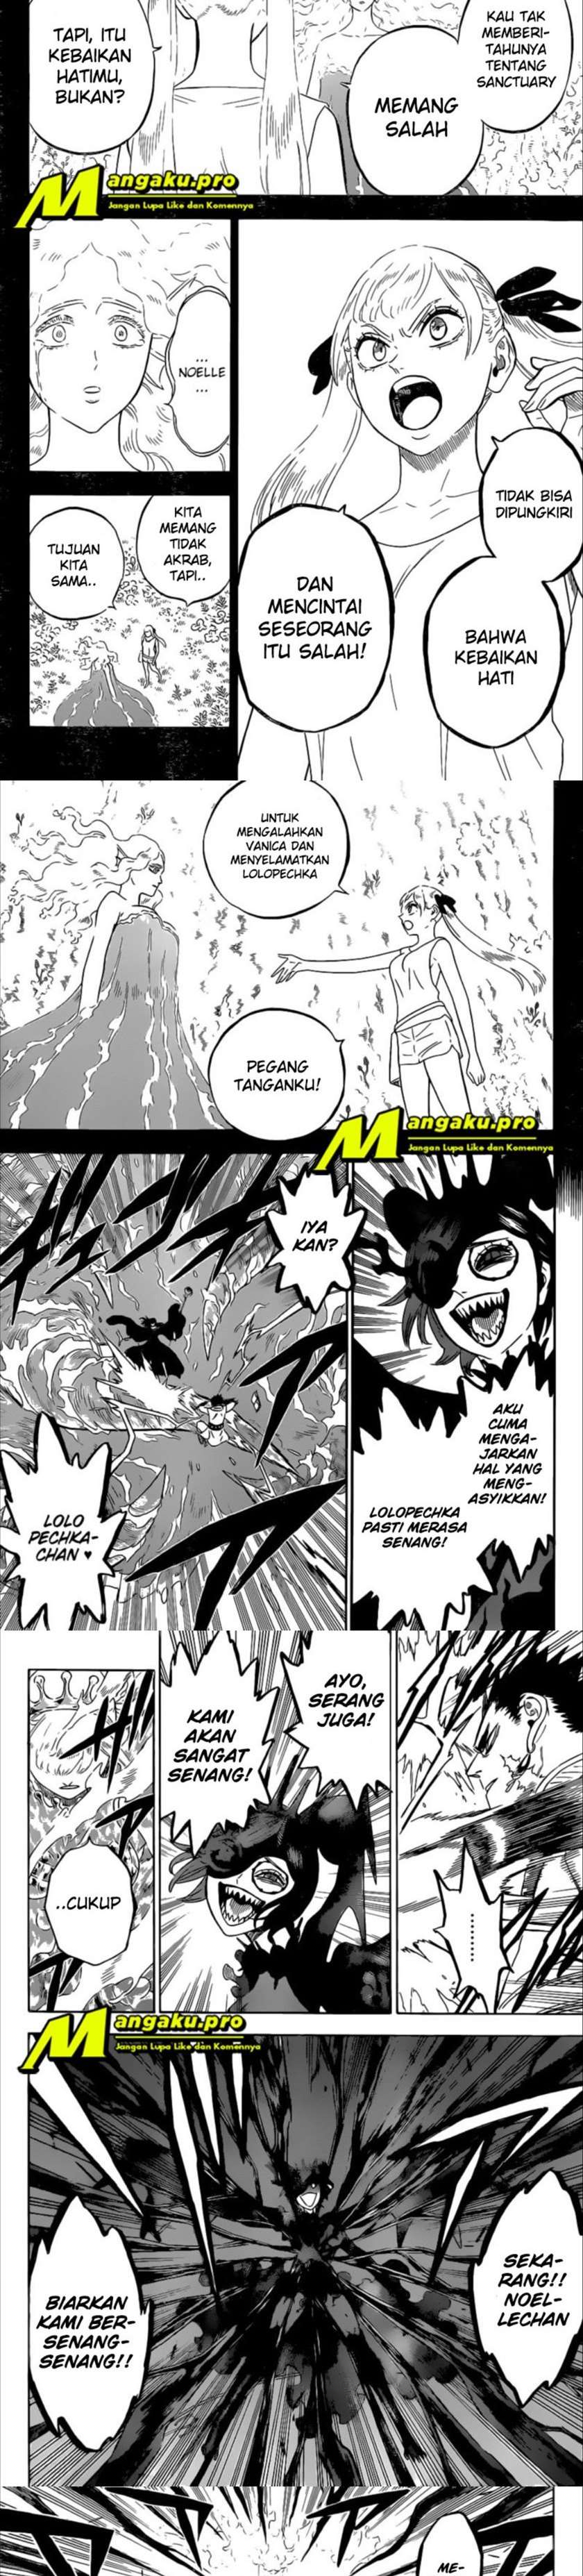 KAU TAK
MEMBERI-
TAHUNYA
TENTANG
SANCTUARY
MEMANG
SALAH
TAPI, ITU
KEBAIKAN
HATIMU,
BUKAN?
Mangaku.pro
Jangan Lupa Like dan Komennya
TIDAK BISA
DIPUNGKIRI
BAHWA
KEBAIKAN
HATI
DAN
MENCINTAI
SESEORANG
ITU SALAH!
...
NOELLE
...
KITA
MEMANG
TIDAK
AKRAB,
TAPI..
TUJUAN
KITA
SAMA..
UNTUK
MENGALAHKAN
VANICA DAN
MENYELAMATKAN
LOLOPECHKA
PEGANG
TANGANKU!
Mangaku.pro
Jangan Lupa Like dan Komennya
AKU
CUMA
MENGA-
JARKAN
HAL YANG
MENG-
ASYIKKAN!
LOLOPECHKA
PASTI MERASA
SENANG!
IYA
KAN?
LOLO
PECHKA-
CHAN ♥
.........
AYO,
SERANG
JUGA!
KAMI
AKAN
SANGAT
SENANG!
..CUKUP
Mangaku.pro
Jangan Lupa Like dan Komennya
SEKA-
RANG!!
NOEL-
LECHAN
BIARKAN
KAMI BER-
SENANG-
SENANG!!
ME-